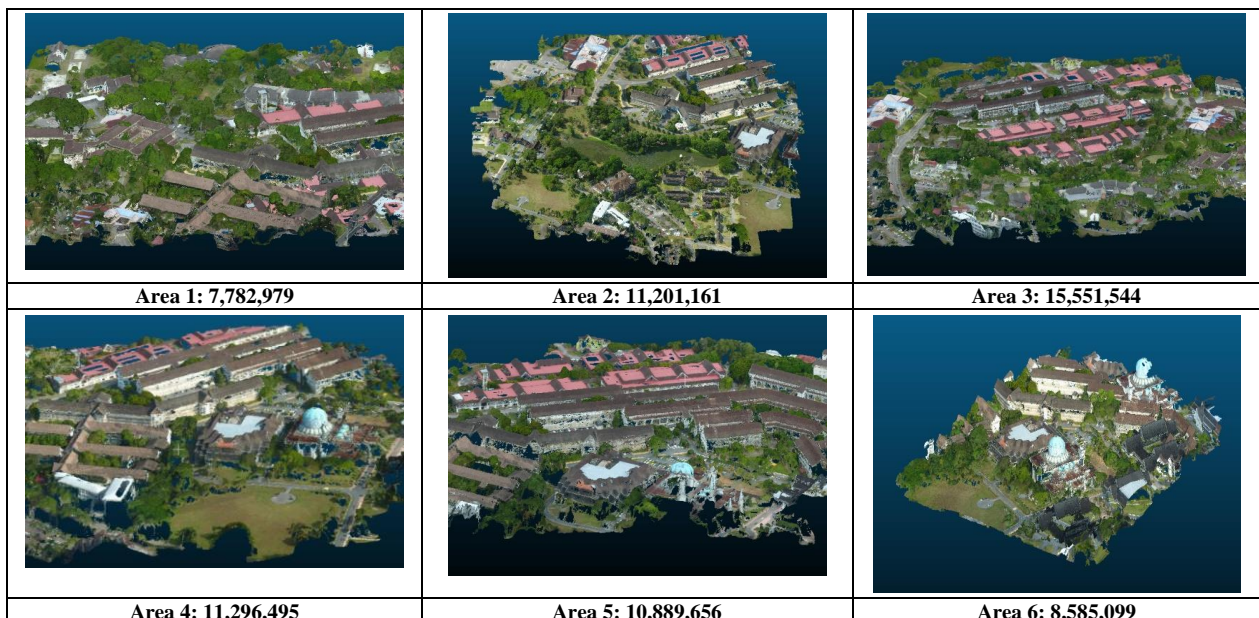 Area 1: 7,782,979
Area 2: 11,201,161
Area 3: 15,551,544
Area 4: 11,296,495
Area 5: 10,889,656
Area 6: 8,585,099